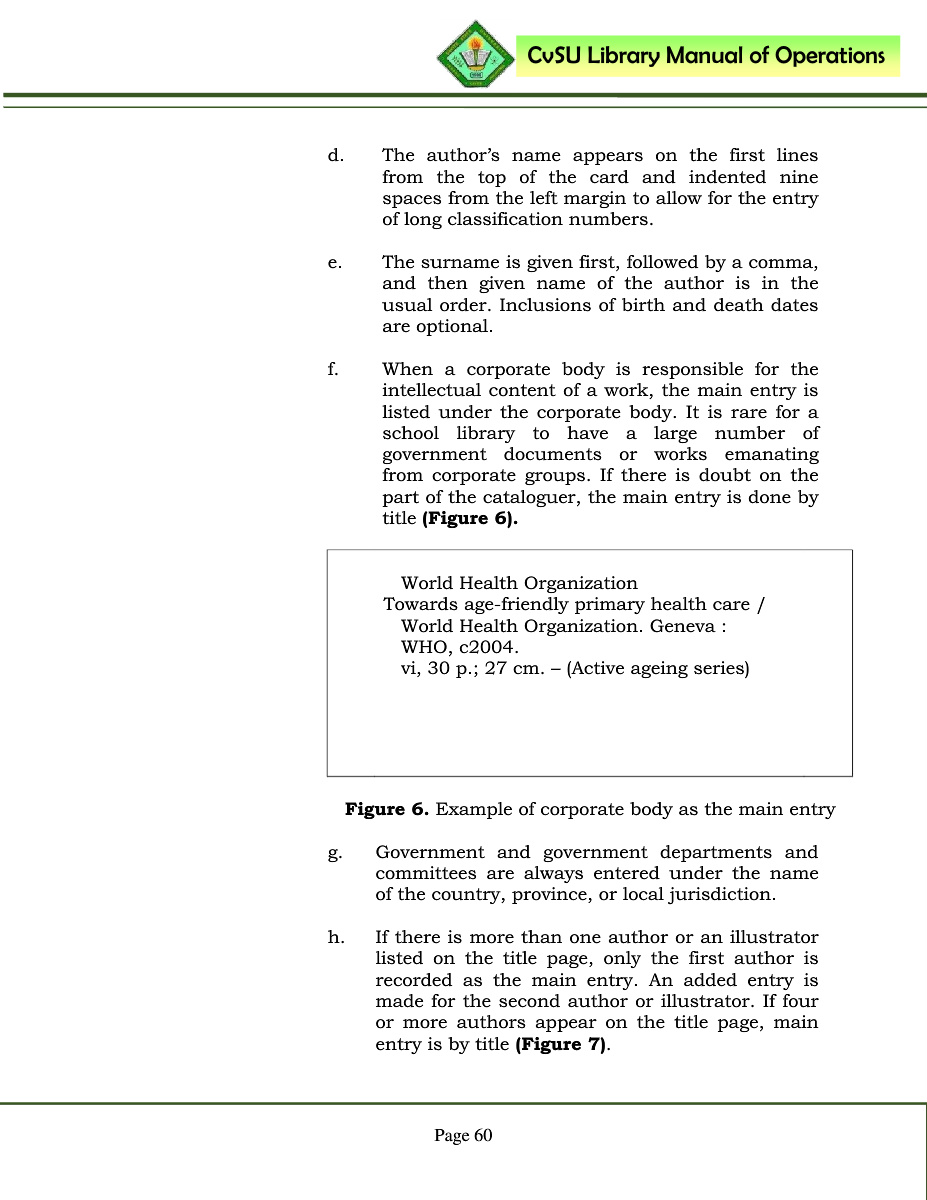 CvSU Library Manual of Operations
d. The author’s name appears on the first lines
from the top of the card and indented nine
spaces from the left margin to allow for the entry
of long classification numbers.
e. The surname is given first, followed by a comma,
and then given name of the author is in the
usual order. Inclusions of birth and death dates
are optional.
f. When a corporate body is responsible for the
intellectual content of a work, the main entry is
listed under the corporate body. It is rare for a
school library to have a large number of
government documents or works emanating
from corporate groups. If there is doubt on the
part of the cataloguer, the main entry is done by
title (Figure 6).
World Health Organization
Towards age-friendly primary health care /
World Health Organization. Geneva :
WHO, c2004.
vi, 30 p.; 27 cm. – (Active ageing series)
Figure 6. Example of corporate body as the main entry
g. Government and government departments and
committees are always entered under the name
of the country, province, or local jurisdiction.
h. If there is more than one author or an illustrator
listed on the title page, only the first author is
recorded as the main entry. An added entry is
made for the second author or illustrator. If four
or more authors appear on the title page, main
entry is by title (Figure 7).
Page 60